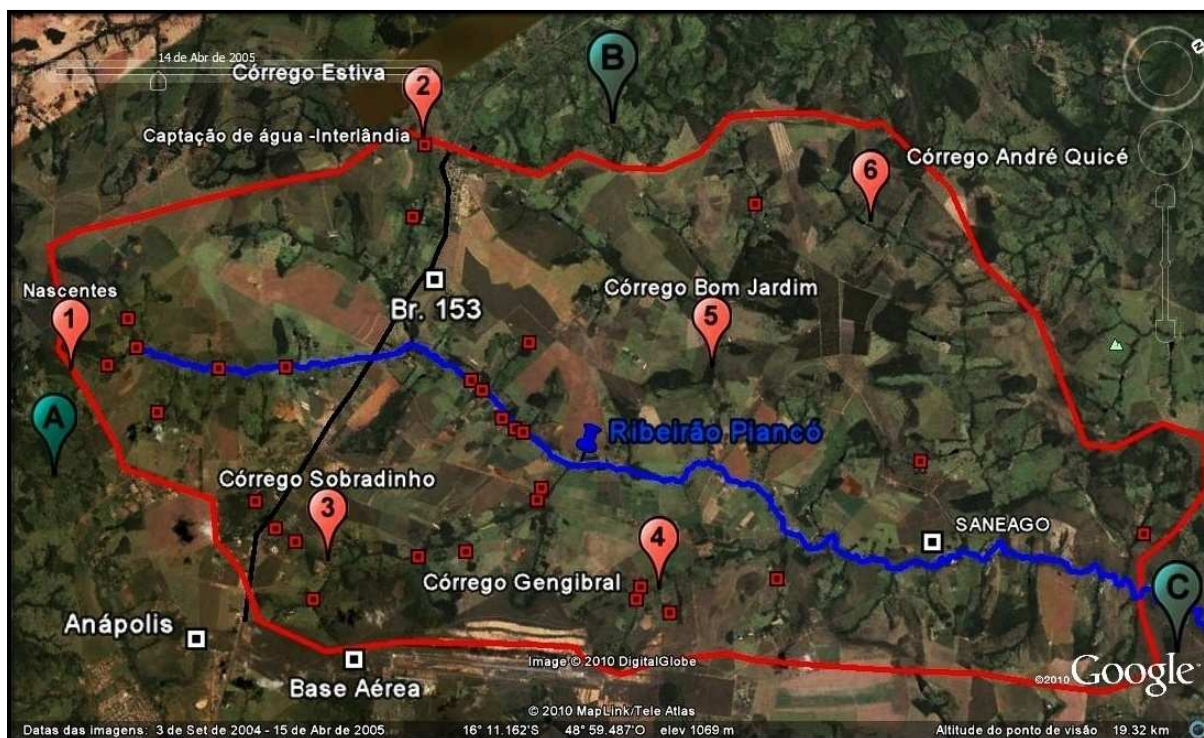 14 de Abr de 2005
Córrego Estiva
2
B
Captação de água -Interlândia
6
Córrego André Quicé
Br. 153
Córrego Bom Jardim
5
Nascentes
1
A
Ribeirão Piancó
Córrego Sobradinho
3
SANEAGO
4
Córrego Gengibral
C
Anápolis
Base Aérea
Image © 2010 DigitalGlobe
©2010 Google
© 2010 MapLink/Tele Atlas
Datas das imagens: 3 de Set de 2004 - 15 de Abr de 2005 16° 11.162'S 48° 59.487'O elev 1069 m Altitude do ponto de visão 19.32 km